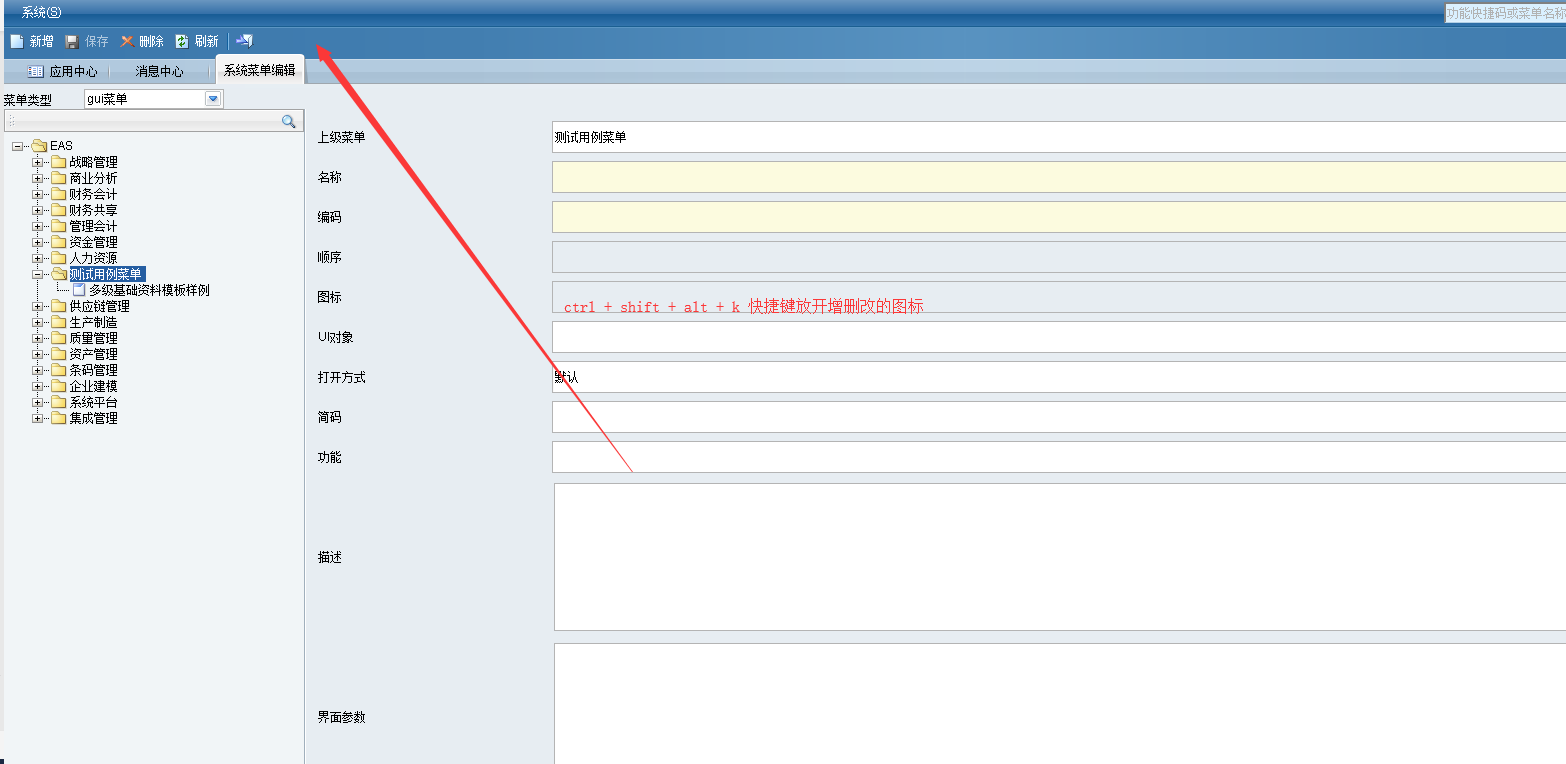 系统(S)
功能快捷码或菜单名称
新增 保存 删除 刷新
应用中心 消息中心 系统菜单编辑
菜单类型 gui菜单
EAS
战略管理
商业分析
财务会计
财务共享
管理会计
资金管理
人力资源
测试用例菜单
多级基础资料模板样例
供应链管理
生产制造
质量管理
资产管理
条码管理
企业建模
系统平台
集成管理
上级菜单 测试用例菜单
名称
编码
顺序
图标
ctrl + shift + alt + k 快捷键放开增删改的图标
UI对象
打开方式 默认
简码
功能
描述
界面参数